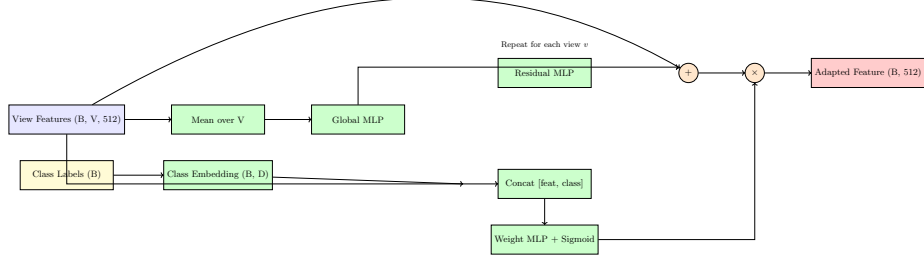 Repeat for each view v
Residual MLP
+
×
Adapted Feature (B, 512)
View Features (B, V, 512)
Mean over V
Global MLP
Class Labels (B)
Class Embedding (B, D)
Concat [feat, class]
Weight MLP + Sigmoid